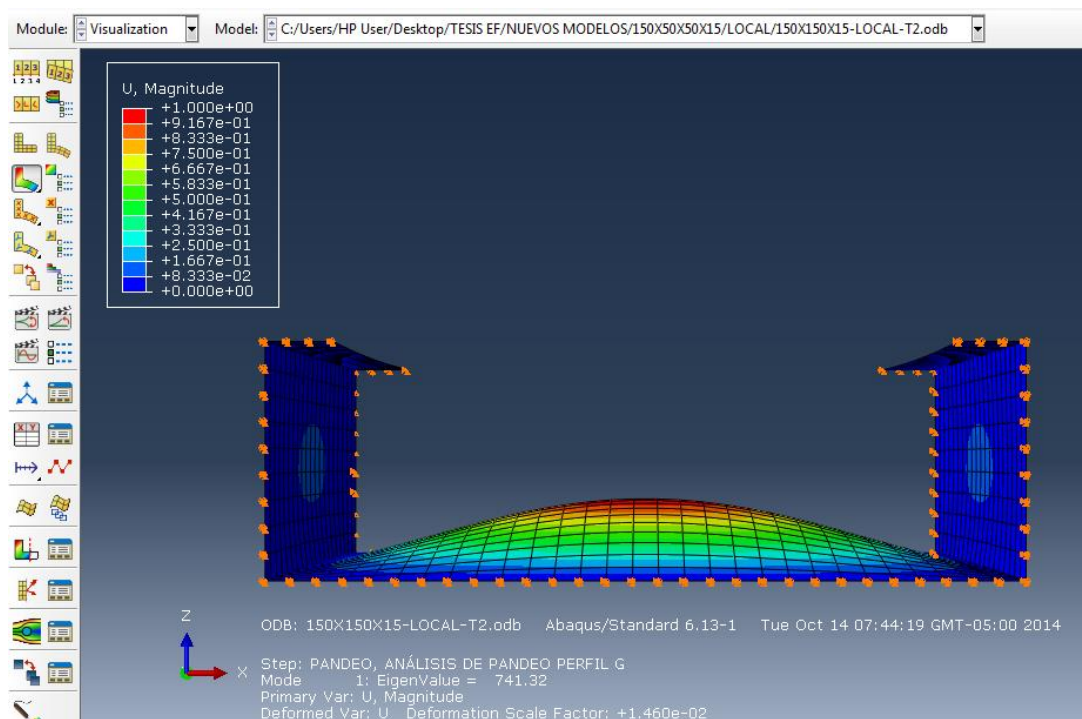 Module: Visualization Model: C:/Users/HP User/Desktop/TESIS EF/NUEVOS MODELOS/150X50X50X15/LOCAL/150X150X15-LOCAL-T2.odb
U, Magnitude
+1.000e+00
+9.167e-01
+8.333e-01
+7.500e-01
+6.667e-01
+5.833e-01
+5.000e-01
+4.167e-01
+3.333e-01
+2.500e-01
+1.667e-01
+8.333e-02
+0.000e+00
Z
X
ODB: 150X150X15-LOCAL-T2.odb Abaqus/Standard 6.13-1 Tue Oct 14 07:44:19 GMT-05:00 2014
Step: PANDEO, ANÁLISIS DE PANDEO PERFIL G
Mode 1: EigenValue = 741.32
Primary Var: U, Magnitude
Deformed Var: U Deformation Scale Factor: +1.460e-02